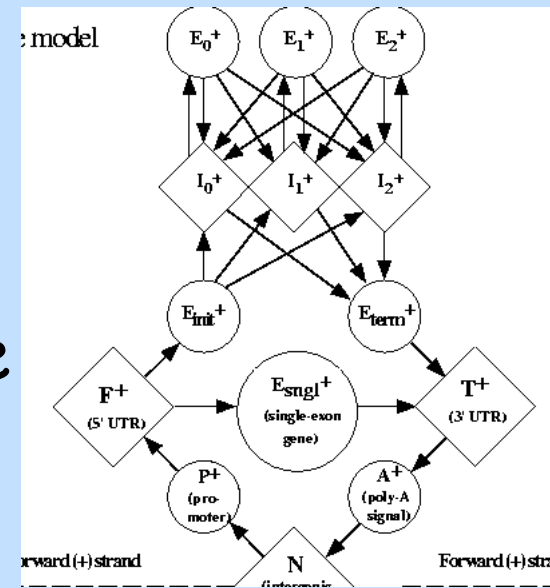 e model
E0+ E1+ E2+
I0+ I1+ I2+
Einit+ Eterm+
F+
(5' UTR)
Esngl+
(single-exon
gene)
T+
(3' UTR)
P+
(pro-
moter)
A+
(poly-A
signal)
orward (+) strand
N
Forward (+) stra